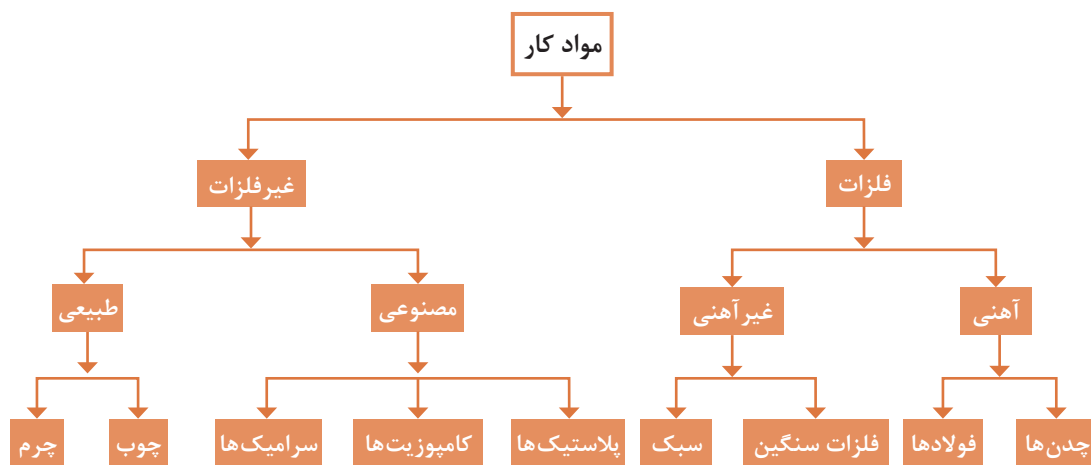 مواد کار
فلزات
غیرفلزات
آهنی
غیرآهنی
مصنوعی
طبیعی
چدن‌ها
فولادها
فلزات سنگین
سبک
پلاستیک‌ها
کامپوزیت‌ها
سرامیک‌ها
چوب
چرم